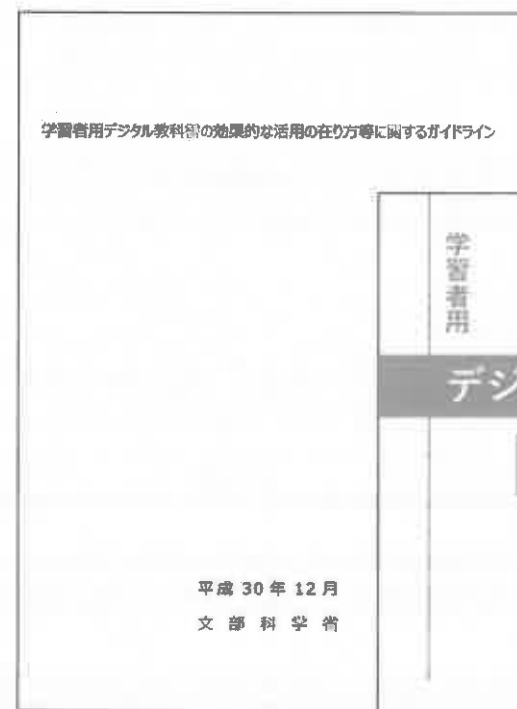 学習者用デジタル教科書の効果的な活用の在り方等に関するガイドライン
学習者用
デジ
平成 30 年 12 月
文部科学省